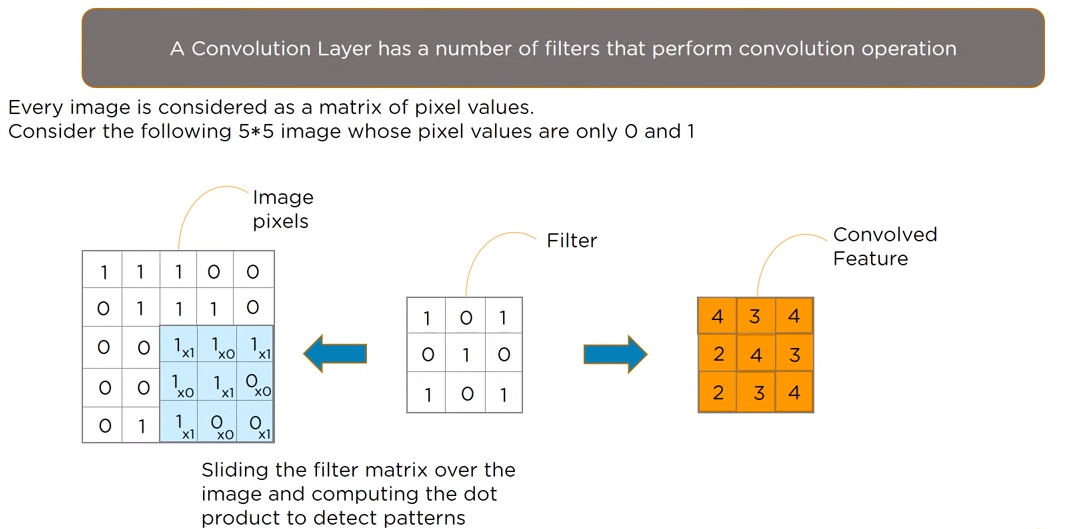 A Convolution Layer has a number of filters that perform convolution operation
Every image is considered as a matrix of pixel values.
Consider the following 5*5 image whose pixel values are only 0 and 1
Image
pixels
1 1 1 0 0
0 1 1 1 0
0 0 1x1 1x0 1x1
0 0 1x0 1x1 0x0
0 1 1x1 0x0 0x1
Filter
1 0 1
0 1 0
1 0 1
Convolved
Feature
4 3 4
2 4 3
2 3 4
Sliding the filter matrix over the
image and computing the dot
product to detect patterns